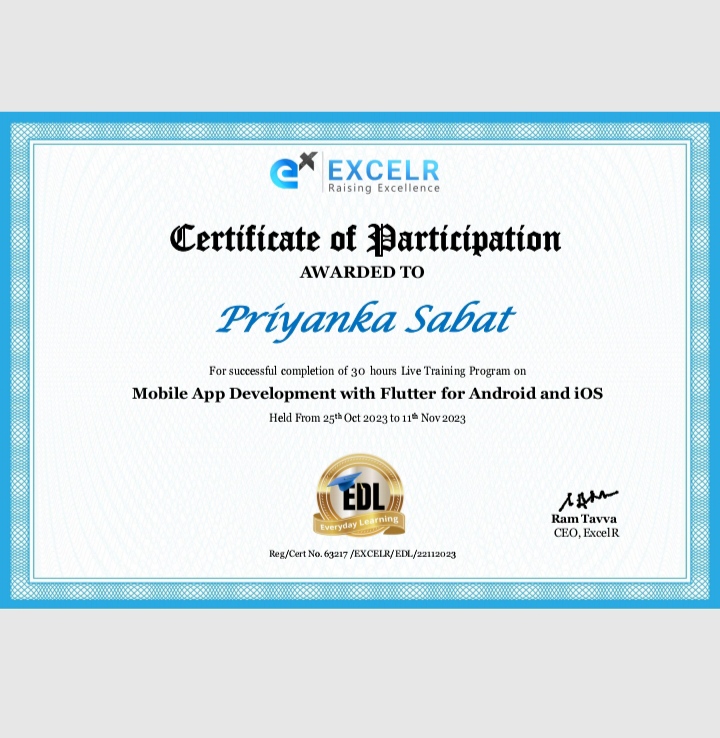 ex EXCELR
Raising Excellence
Certificate of Participation
AWARDED TO
Priyanka Sabat
For successful completion of 30 hours Live Training Program on
Mobile App Development with Flutter for Android and iOS
Held From 25th Oct 2023 to 11th Nov 2023
EDL
Everyday Learning
Ram Tavva
CEO, ExcelR
Reg/Cert No. 63217 /EXCELR/EDL/22112023